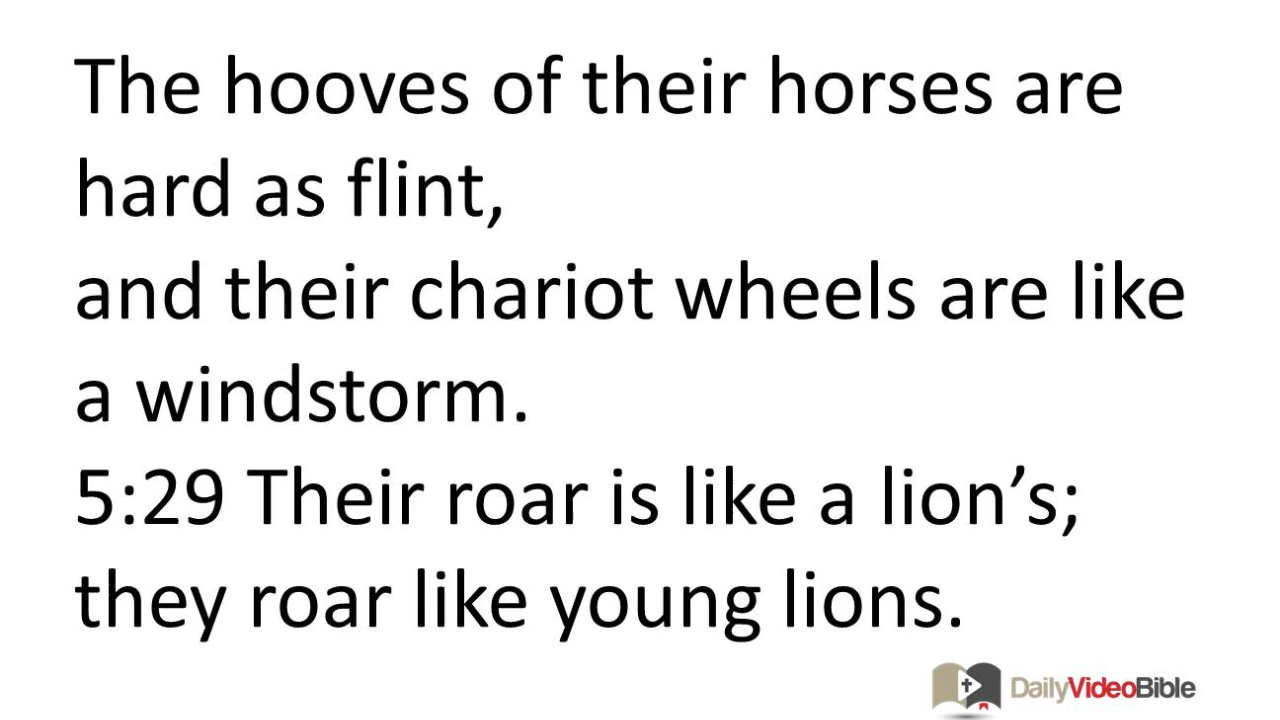 The hooves of their horses are
hard as flint,
and their chariot wheels are like
a windstorm.
5:29 Their roar is like a lion’s;
they roar like young lions.
DailyVideoBible